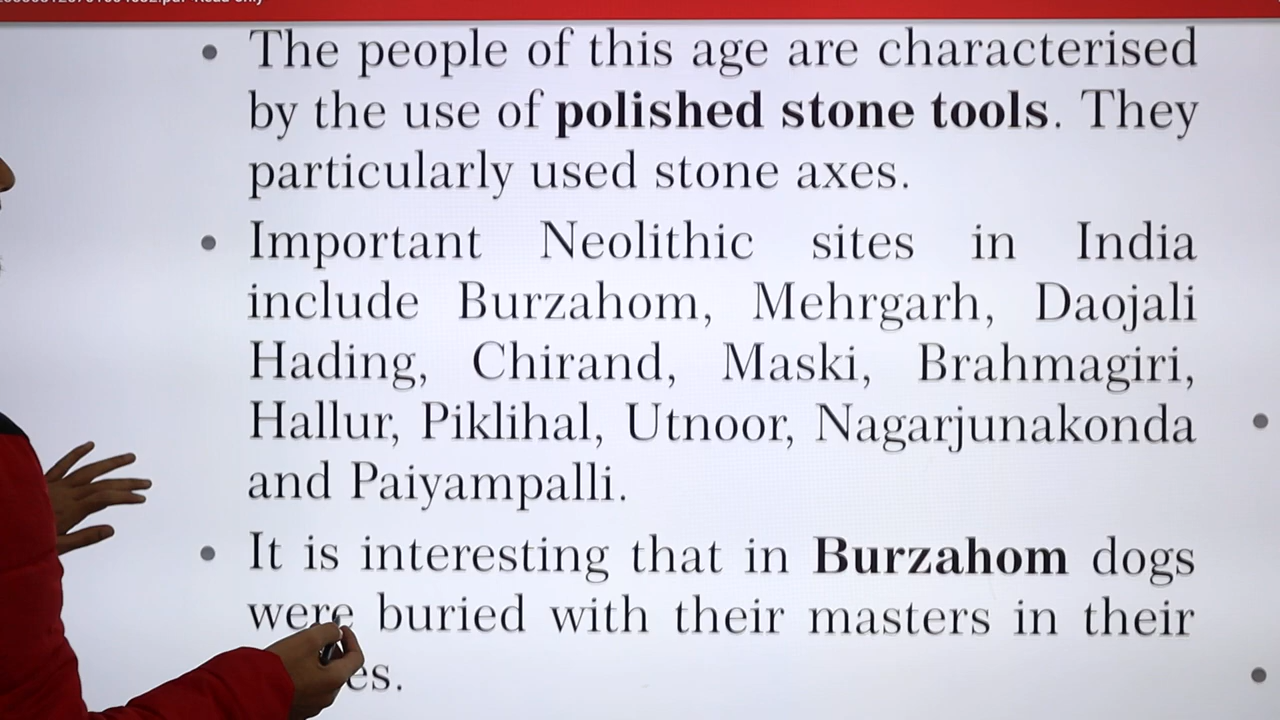 The people of this age are characterised
by the use of polished stone tools. They
particularly used stone axes.
Important Neolithic sites in India
include Burzahom, Mehrgarh, Daojali
Hading, Chirand, Maski, Brahmagiri,
Hallur, Piklihal, Utnoor, Nagarjunakonda
and Paiyampalli.
It is interesting that in Burzahom dogs
were buried with their masters in their